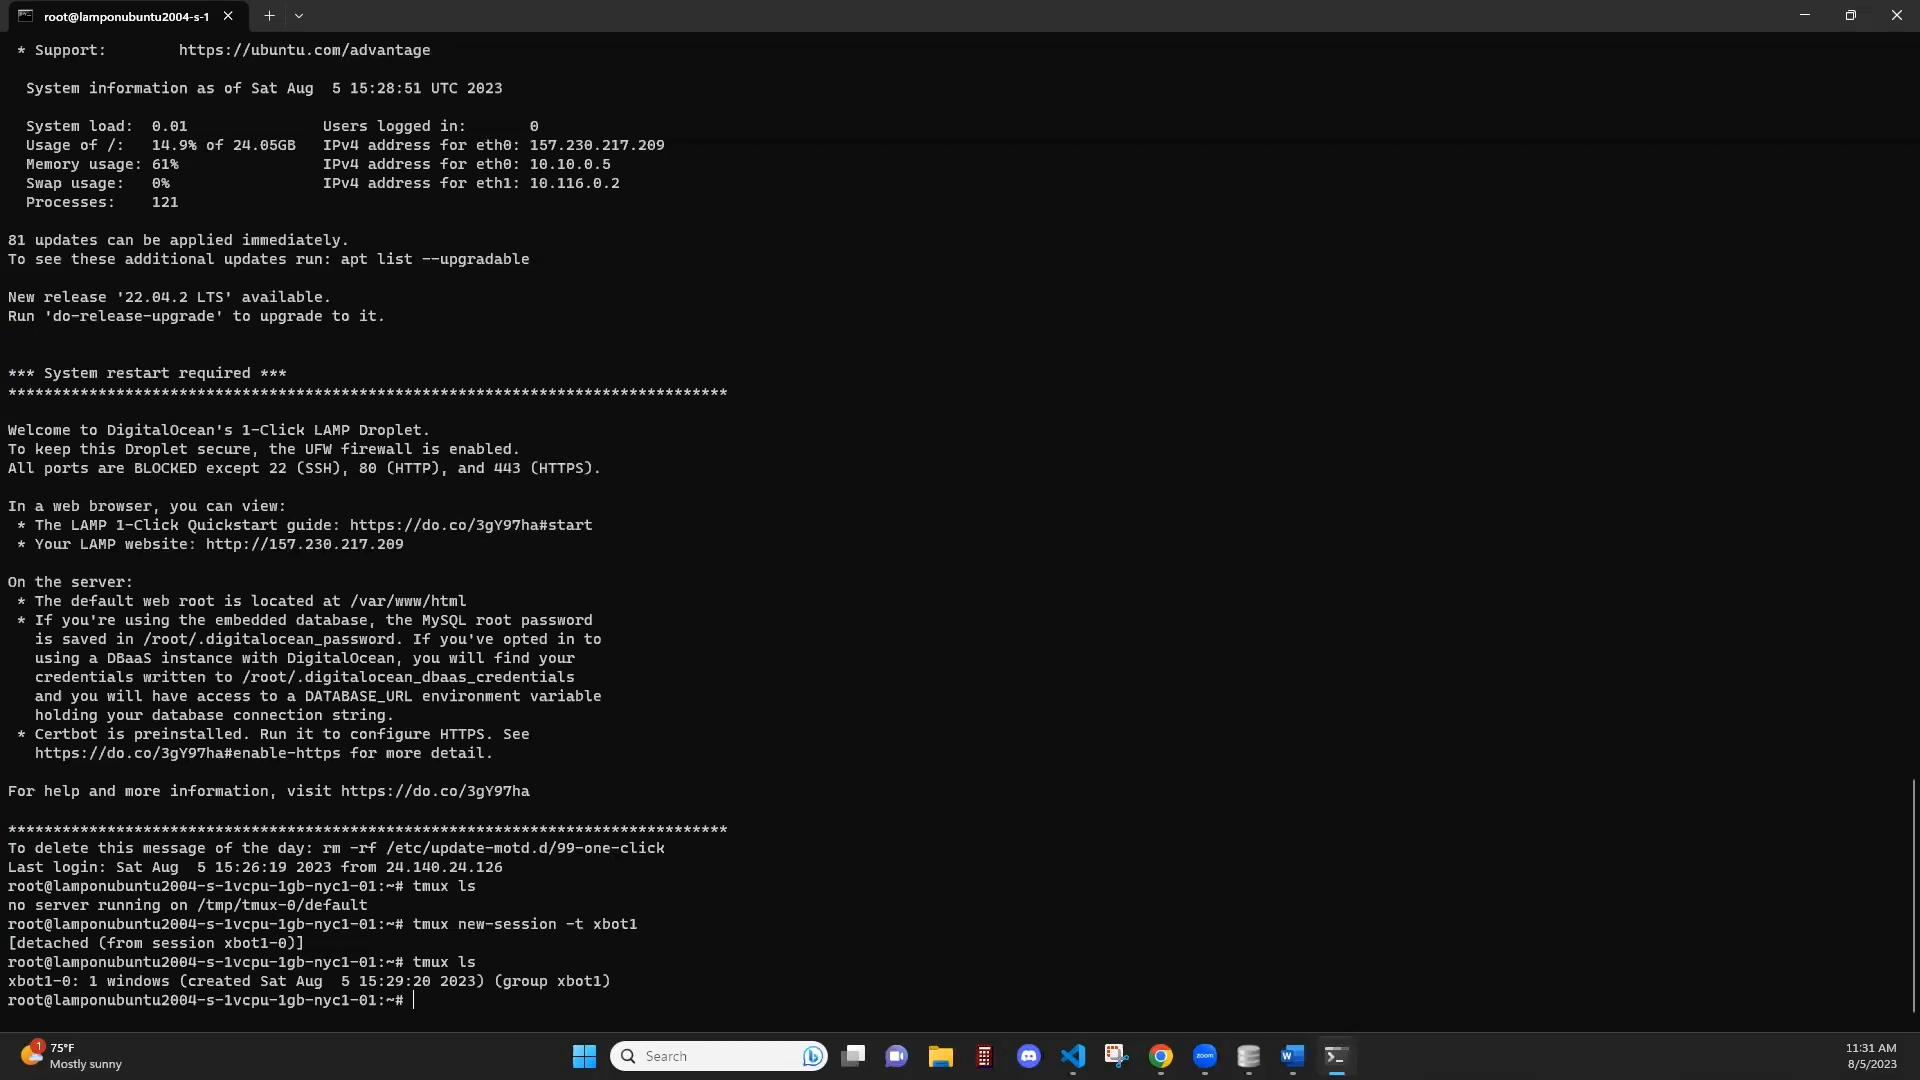 root@lamponubuntu2004-s-1
* Support:        https://ubuntu.com/advantage
System information as of Sat Aug  5 15:28:51 UTC 2023
System load:  0.01               Users logged in:       0
Usage of /:   14.9% of 24.05GB   IPv4 address for eth0: 157.230.217.209
Memory usage: 61%                IPv4 address for eth0: 10.10.0.5
Swap usage:   0%                 IPv4 address for eth1: 10.116.0.2
Processes:    121
81 updates can be applied immediately.
To see these additional updates run: apt list --upgradable
New release '22.04.2 LTS' available.
Run 'do-release-upgrade' to upgrade to it.
*** System restart required ***
********************************************************************************
Welcome to DigitalOcean's 1-Click LAMP Droplet.
To keep this Droplet secure, the UFW firewall is enabled.
All ports are BLOCKED except 22 (SSH), 80 (HTTP), and 443 (HTTPS).
In a web browser, you can view:
* The LAMP 1-Click Quickstart guide: https://do.co/3gY97ha#start
* Your LAMP website: http://157.230.217.209
On the server:
* The default web root is located at /var/www/html
* If you're using the embedded database, the MySQL root password
is saved in /root/.digitalocean_password. If you've opted in to
using a DBaaS instance with DigitalOcean, you will find your
credentials written to /root/.digitalocean_dbaas_credentials
and you will have access to a DATABASE_URL environment variable
holding your database connection string.
* Certbot is preinstalled. Run it to configure HTTPS. See
https://do.co/3gY97ha#enable-https for more detail.
For help and more information, visit https://do.co/3gY97ha
********************************************************************************
To delete this message of the day: rm -rf /etc/update-motd.d/99-one-click
Last login: Sat Aug  5 15:26:19 2023 from 24.140.24.126
root@lamponubuntu2004-s-1vcpu-1gb-nyc1-01:~# tmux ls
no server running on /tmp/tmux-0/default
root@lamponubuntu2004-s-1vcpu-1gb-nyc1-01:~# tmux new-session -t xbot1
[detached (from session xbot1-0)]
root@lamponubuntu2004-s-1vcpu-1gb-nyc1-01:~# tmux ls
xbot1-0: 1 windows (created Sat Aug  5 15:29:20 2023) (group xbot1)
root@lamponubuntu2004-s-1vcpu-1gb-nyc1-01:~#
1
75°F
Mostly sunny
Search
zoom
W
11:31 AM
8/5/2023